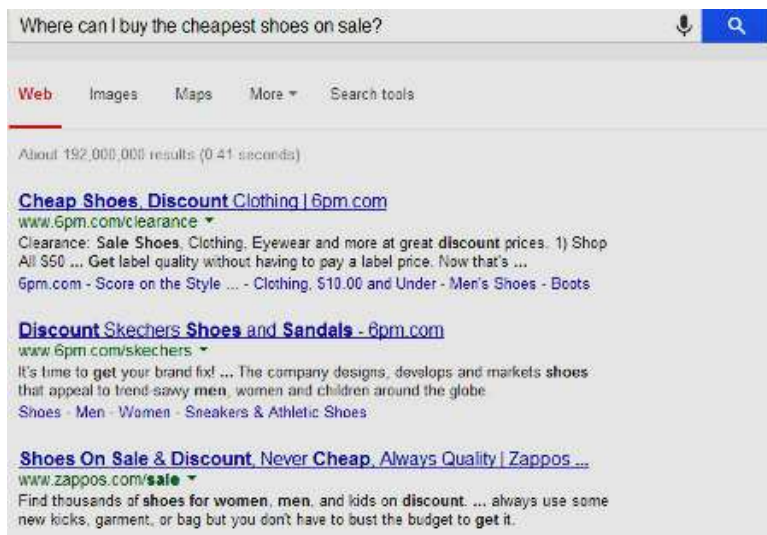 Where can I buy the cheapest shoes on sale?
Web Images Maps More Search tools
About 192,000,000 results (0.41 seconds)
Cheap Shoes, Discount Clothing | 6pm.com
www.6pm.com/clearance
Clearance: Sale Shoes, Clothing, Eyewear and more at great discount prices. 1) Shop
All $50 ... Get label quality without having to pay a label price. Now that's ...
6pm.com - Score on the Style ... - Clothing, $10.00 and Under - Men's Shoes - Boots
Discount Skechers Shoes and Sandals - 6pm.com
www.6pm.com/skechers
It's time to get your brand fix! ... The company designs, develops and markets shoes
that appeal to trend-savvy men, women and children around the globe
Shoes - Men - Women - Sneakers & Athletic Shoes
Shoes On Sale & Discount, Never Cheap, Always Quality | Zappos ...
www.zappos.com/sale
Find thousands of shoes for women, men, and kids on discount. ... always use some
new kicks, garment, or bag but you don't have to bust the budget to get it.